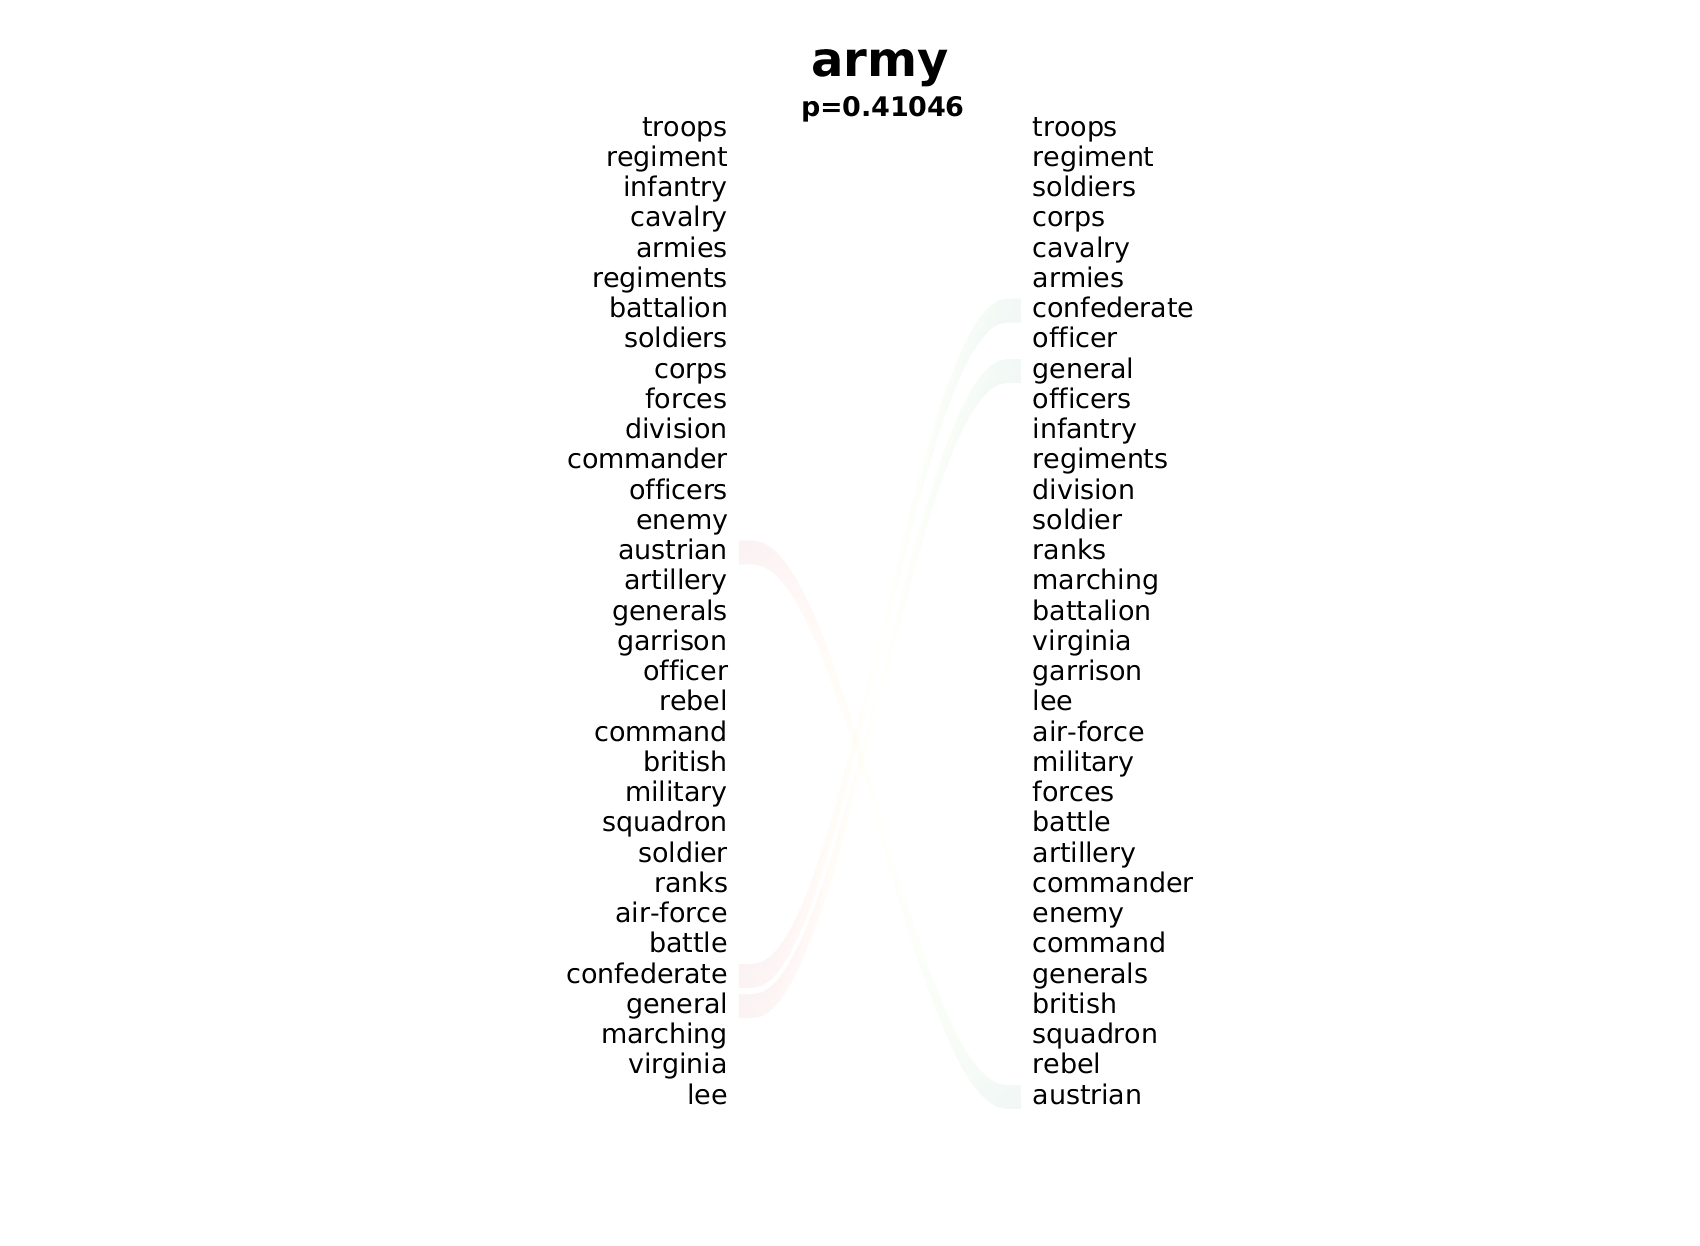 army
p=0.41046
troops troops
regiment regiment
infantry soldiers
cavalry corps
armies cavalry
regiments armies
battalion confederate
soldiers officer
corps general
forces officers
division infantry
commander regiments
officers division
enemy soldier
austrian ranks
artillery marching
generals battalion
garrison virginia
officer garrison
rebel lee
command air-force
british military
military forces
squadron battle
soldier artillery
ranks commander
air-force enemy
battle command
confederate generals
general british
marching squadron
virginia rebel
lee austrian